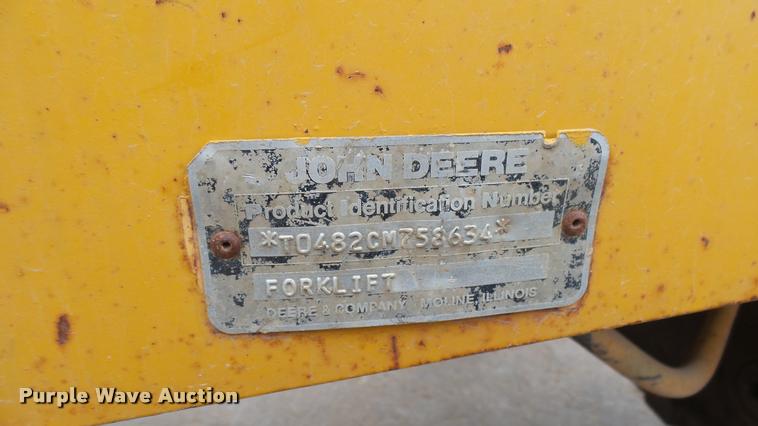 JOHN DEERE
Product Identification Number
*T0482CM758634*
FORKLIFT
DEERE & COMPANY MOLINE, ILLINOIS
Purple Wave Auction